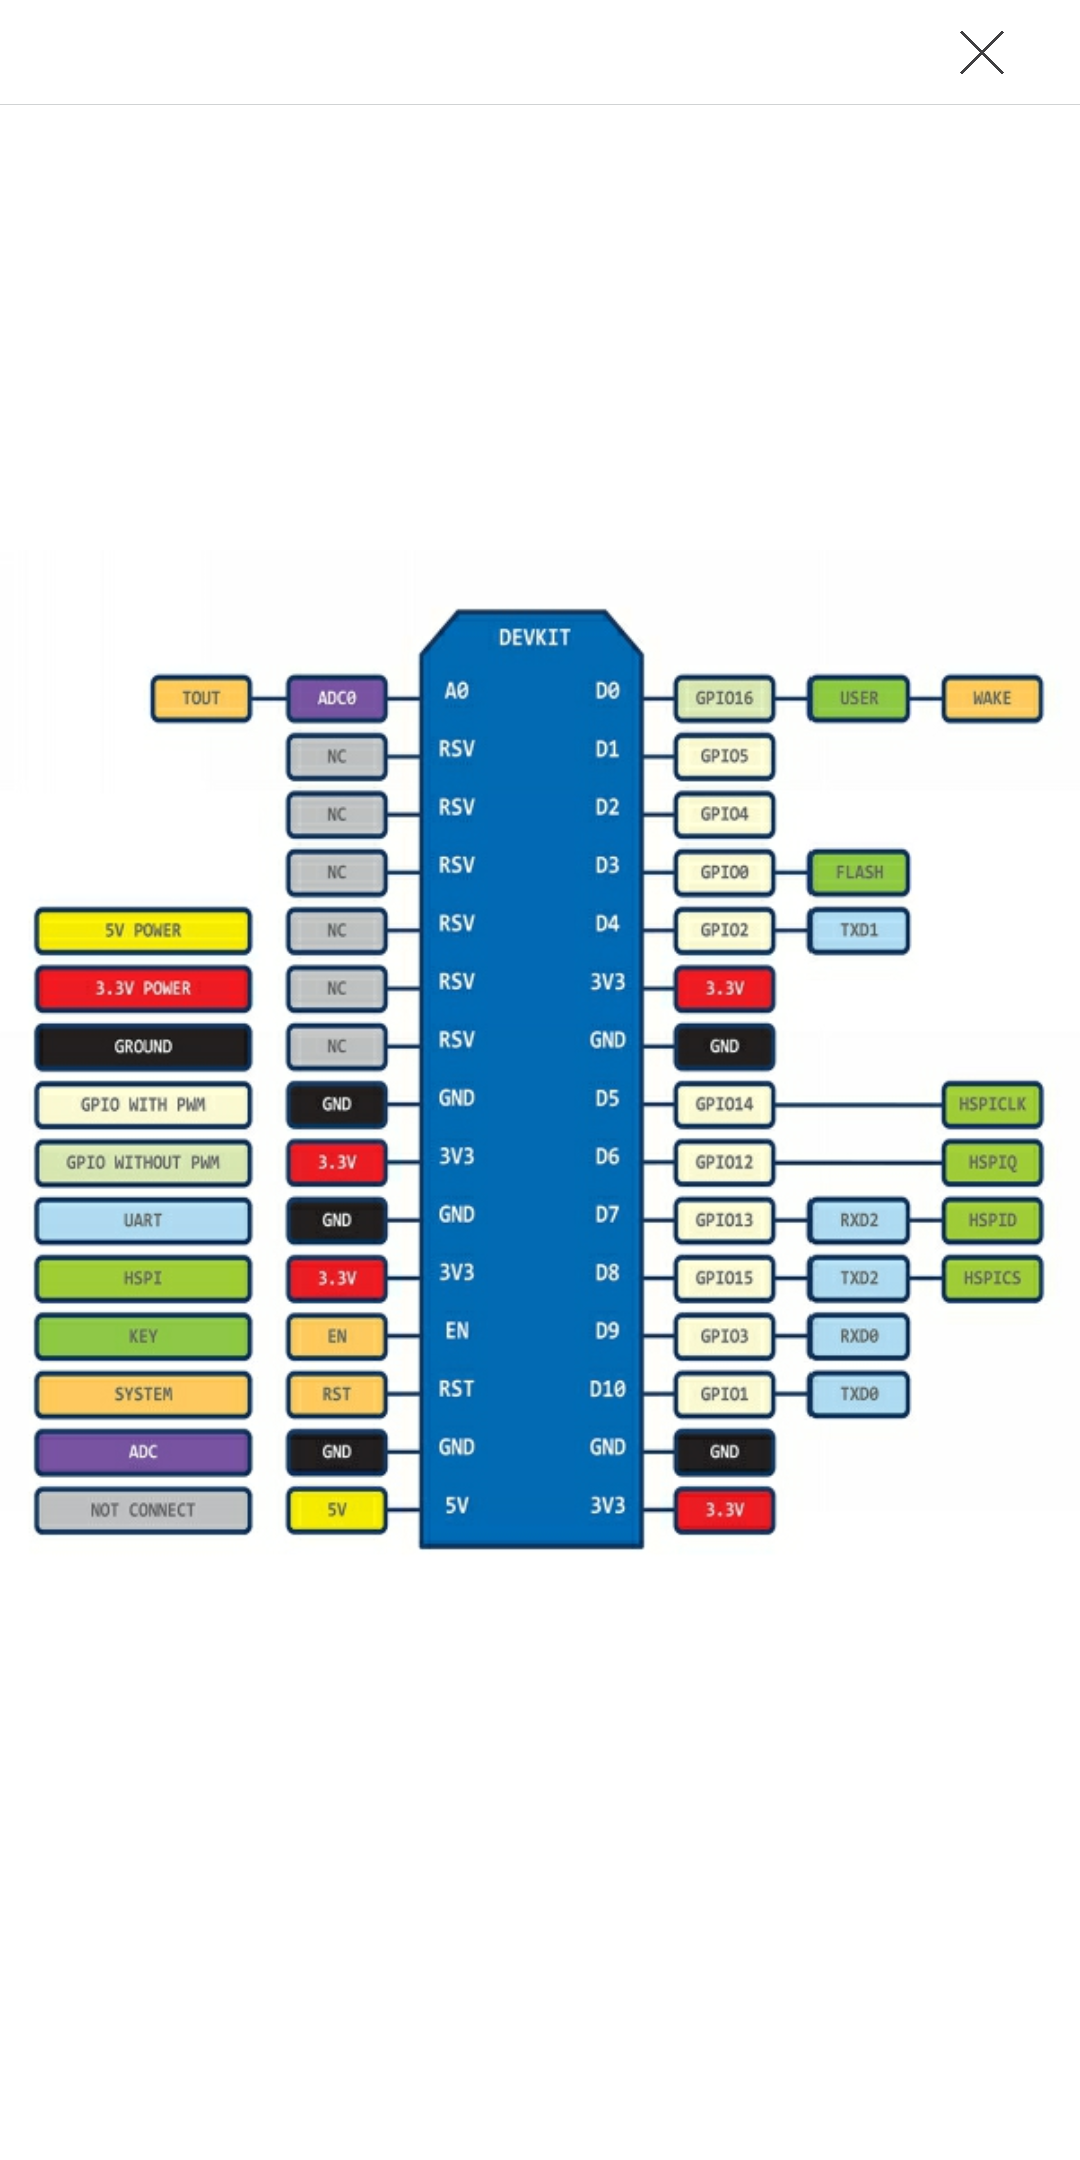 DEVKIT
TOUT ADC0 A0 D0 GPIO16 USER WAKE
NC RSV D1 GPIO5
NC RSV D2 GPIO4
NC RSV D3 GPIO0 FLASH
5V POWER NC RSV D4 GPIO2 TXD1
3.3V POWER NC RSV 3V3 3.3V
GROUND NC RSV GND GND
GPIO WITH PWM GND GND D5 GPIO14 HSPICLK
GPIO WITHOUT PWM 3.3V 3V3 D6 GPIO12 HSPIQ
UART GND GND D7 GPIO13 RXD2 HSPID
HSPI 3.3V 3V3 D8 GPIO15 TXD2 HSPICS
KEY EN EN D9 GPIO3 RXD0
SYSTEM RST RST D10 GPIO1 TXD0
ADC GND GND GND GND
NOT CONNECT 5V 5V 3V3 3.3V